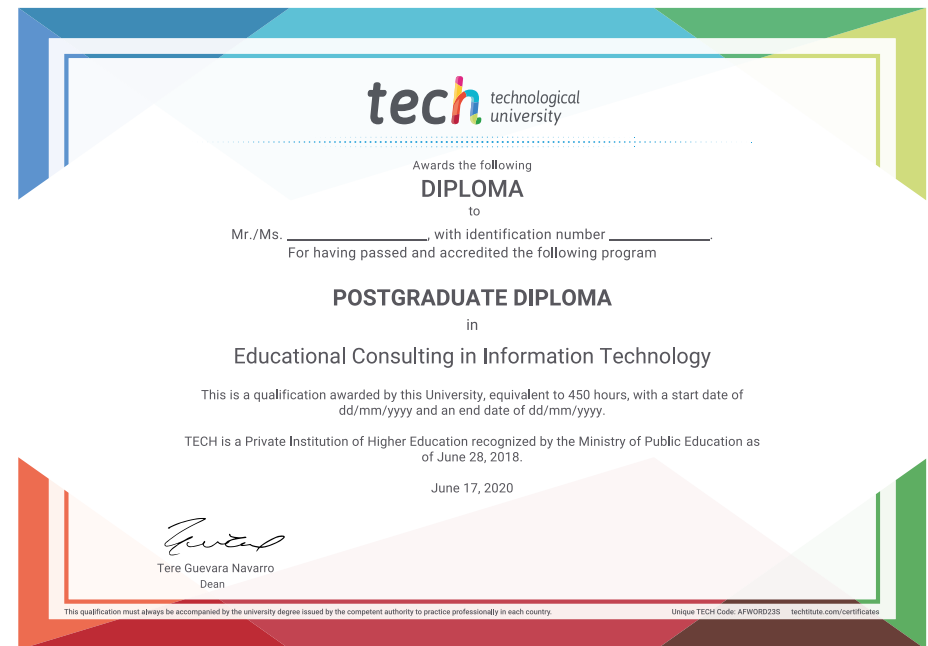 tech technological
university
Awards the following
DIPLOMA
to
Mr./Ms. ____________________, with identification number ______________.
For having passed and accredited the following program
POSTGRADUATE DIPLOMA
in
Educational Consulting in Information Technology
This is a qualification awarded by this University, equivalent to 450 hours, with a start date of
dd/mm/yyyy and an end date of dd/mm/yyyy.
TECH is a Private Institution of Higher Education recognized by the Ministry of Public Education as
of June 28, 2018.
June 17, 2020
Tere Guevara Navarro
Dean
This qualification must always be accompanied by the university degree issued by the competent authority to practice professionally in each country. Unique TECH Code: AFWORD23S techtitute.com/certificates